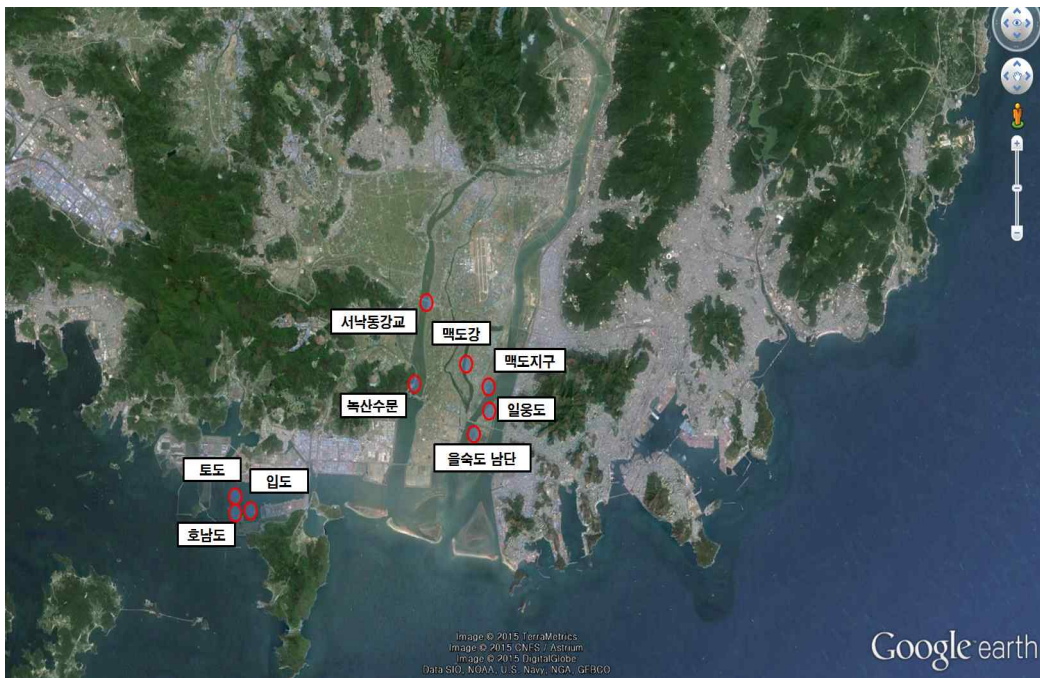 서낙동강교
맥도강
맥도지구
녹산수문
일웅도
을숙도 남단
토도
입도
호남도
Image © 2015 TerraMetrics
Image © 2015 CNES / Astrium
Image © 2015 DigitalGlobe
Data SIO, NOAA, U.S. Navy, NGA, GEBCO
Google earth